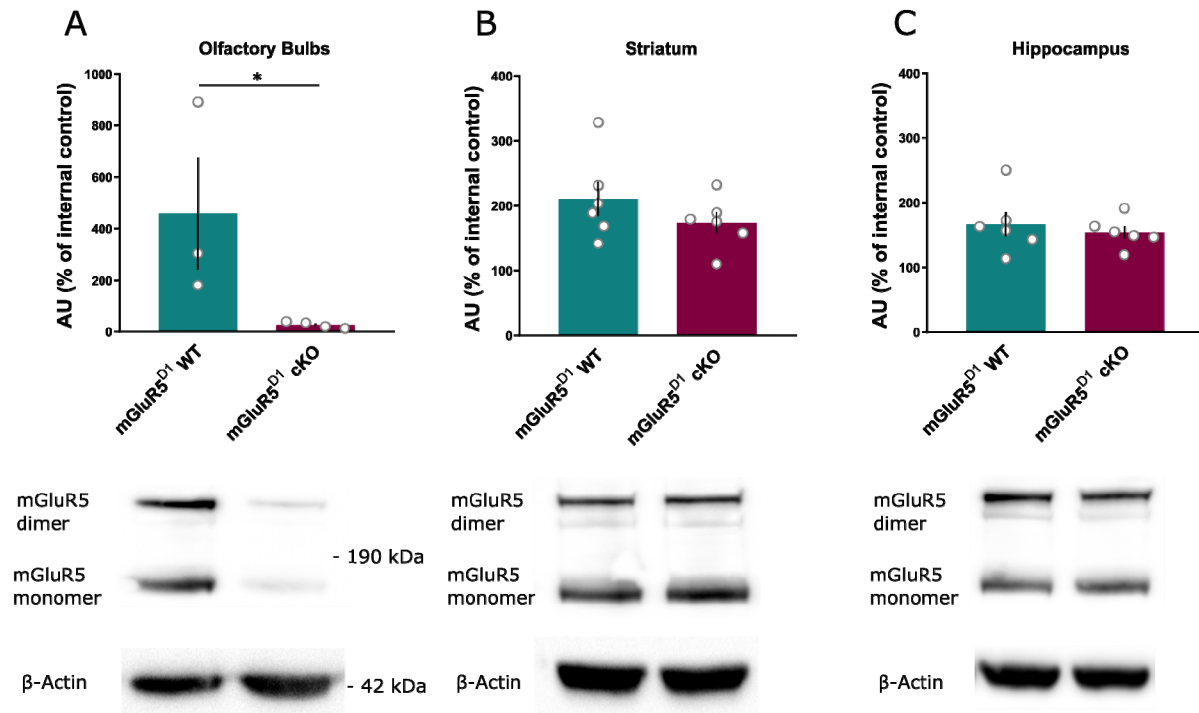 A
Olfactory Bulbs
AU (% of internal control)
1000
800
600
400
200
0
*
mGluR5D1 WT
mGluR5D1 cKO
mGluR5
dimer
- 190 kDa
mGluR5
monomer
β-Actin
- 42 kDa
B
Striatum
AU (% of internal control)
400
300
200
100
0
mGluR5D1 WT
mGluR5D1 cKO
mGluR5
dimer
mGluR5
monomer
β-Actin
C
Hippocampus
AU (% of internal control)
400
300
200
100
0
mGluR5D1 WT
mGluR5D1 cKO
mGluR5
dimer
mGluR5
monomer
β-Actin